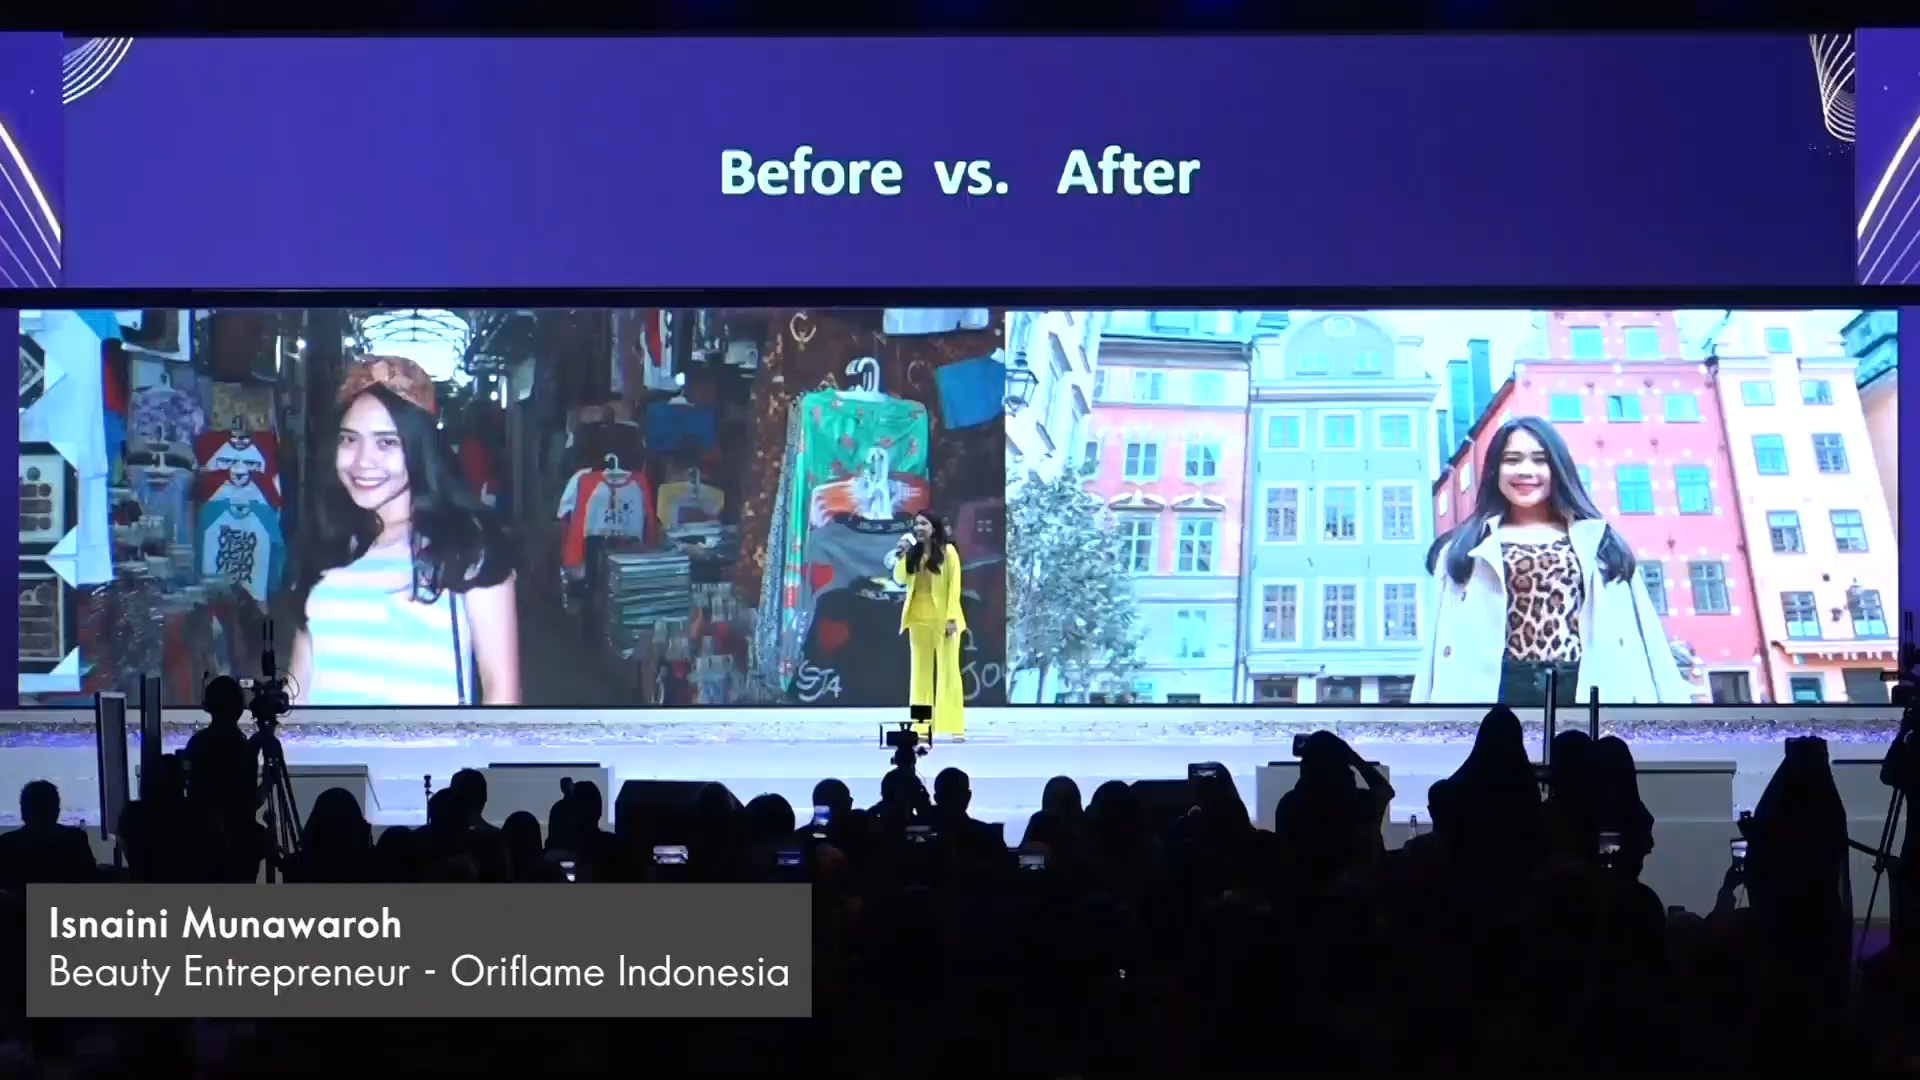 Before vs. After
Isnaini Munawaroh
Beauty Entrepreneur - Oriflame Indonesia